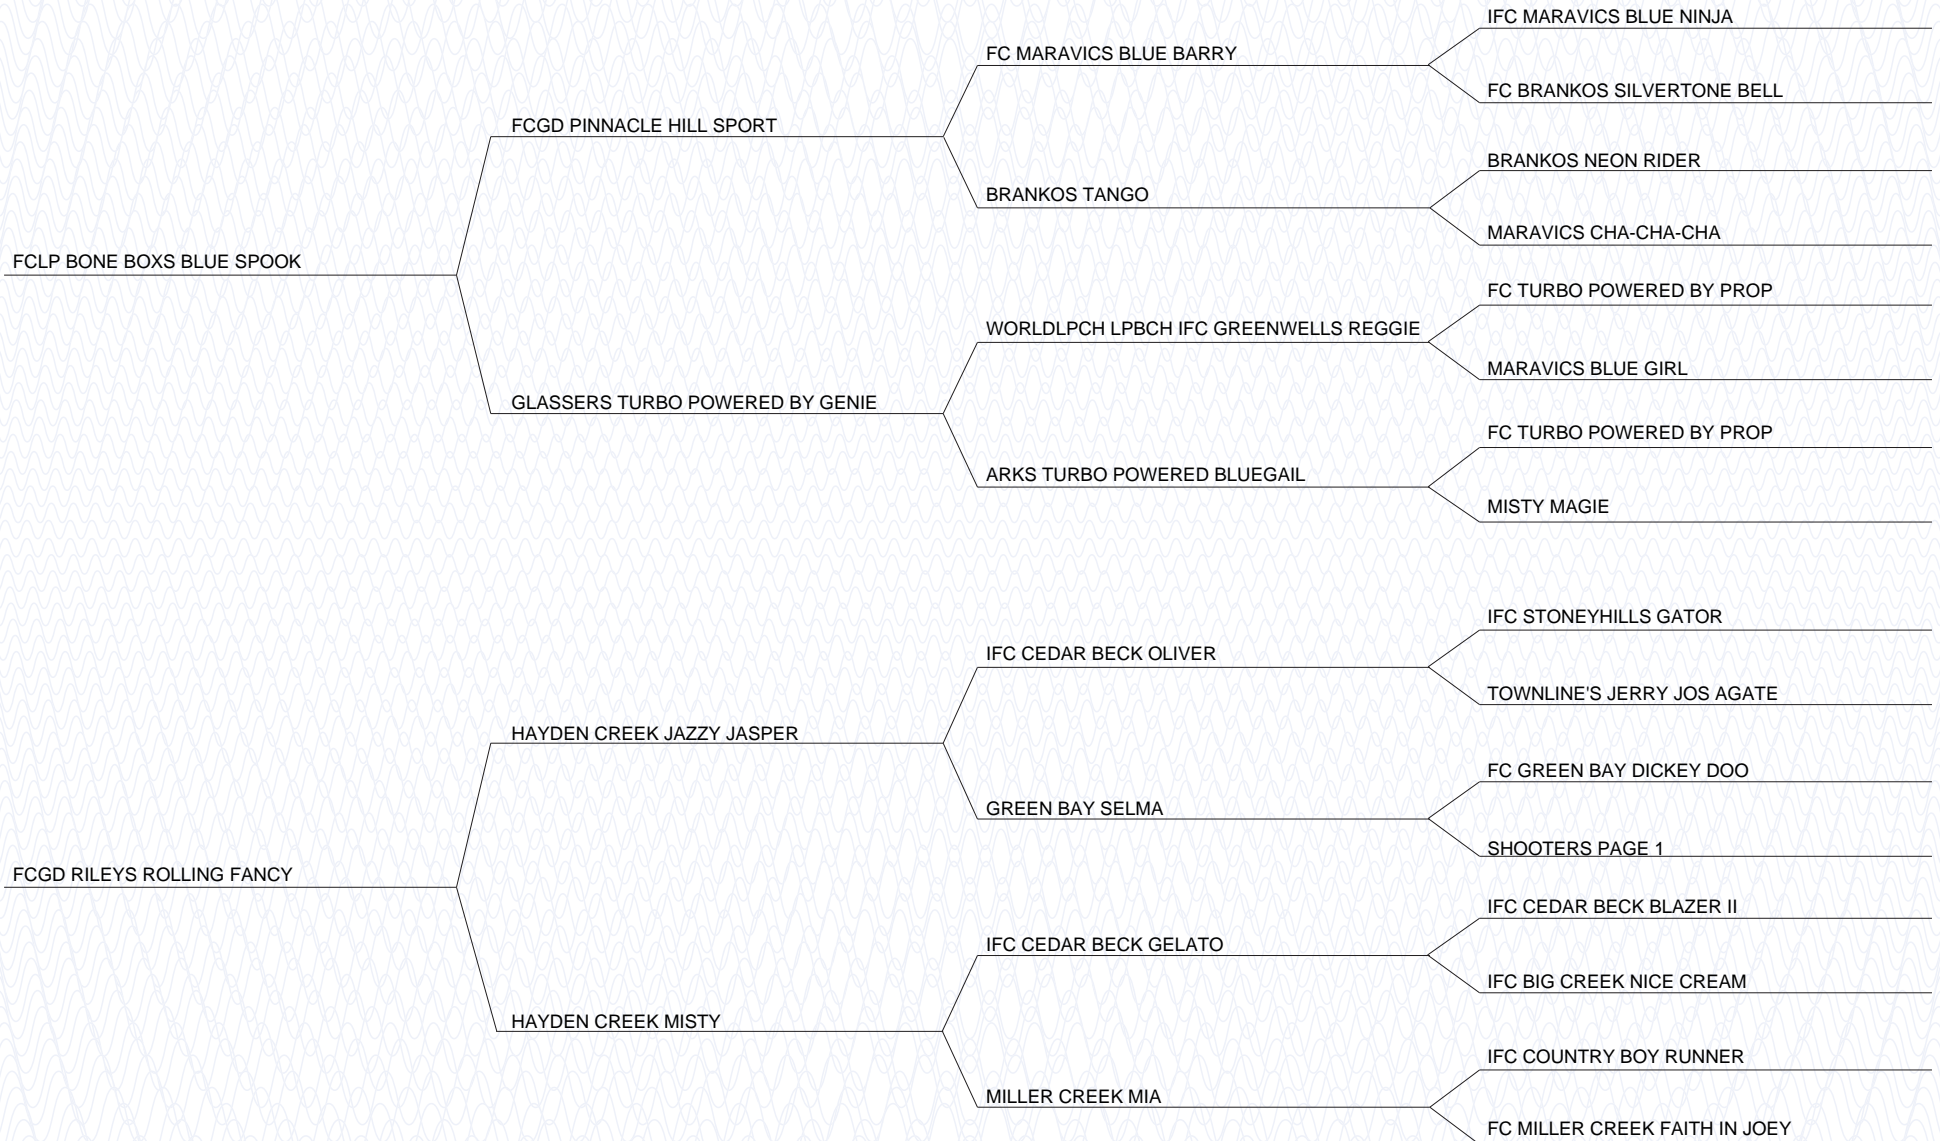 IFC MARAVICS BLUE NINJA
FC MARAVICS BLUE BARRY
FC BRANKOS SILVERTONE BELL
FCGD PINNACLE HILL SPORT
BRANKOS NEON RIDER
BRANKOS TANGO
MARAVICS CHA-CHA-CHA
FCLP BONE BOXS BLUE SPOOK
FC TURBO POWERED BY PROP
WORLDLPCH LPBCH IFC GREENWELLS REGGIE
MARAVICS BLUE GIRL
GLASSERS TURBO POWERED BY GENIE
FC TURBO POWERED BY PROP
ARKS TURBO POWERED BLUEGAIL
MISTY MAGIE
IFC STONEYHILLS GATOR
IFC CEDAR BECK OLIVER
TOWNLINE'S JERRY JOS AGATE
HAYDEN CREEK JAZZY JASPER
FC GREEN BAY DICKEY DOO
GREEN BAY SELMA
SHOOTERS PAGE 1
FCGD RILEYS ROLLING FANCY
IFC CEDAR BECK BLAZER II
IFC CEDAR BECK GELATO
IFC BIG CREEK NICE CREAM
HAYDEN CREEK MISTY
IFC COUNTRY BOY RUNNER
MILLER CREEK MIA
FC MILLER CREEK FAITH IN JOEY